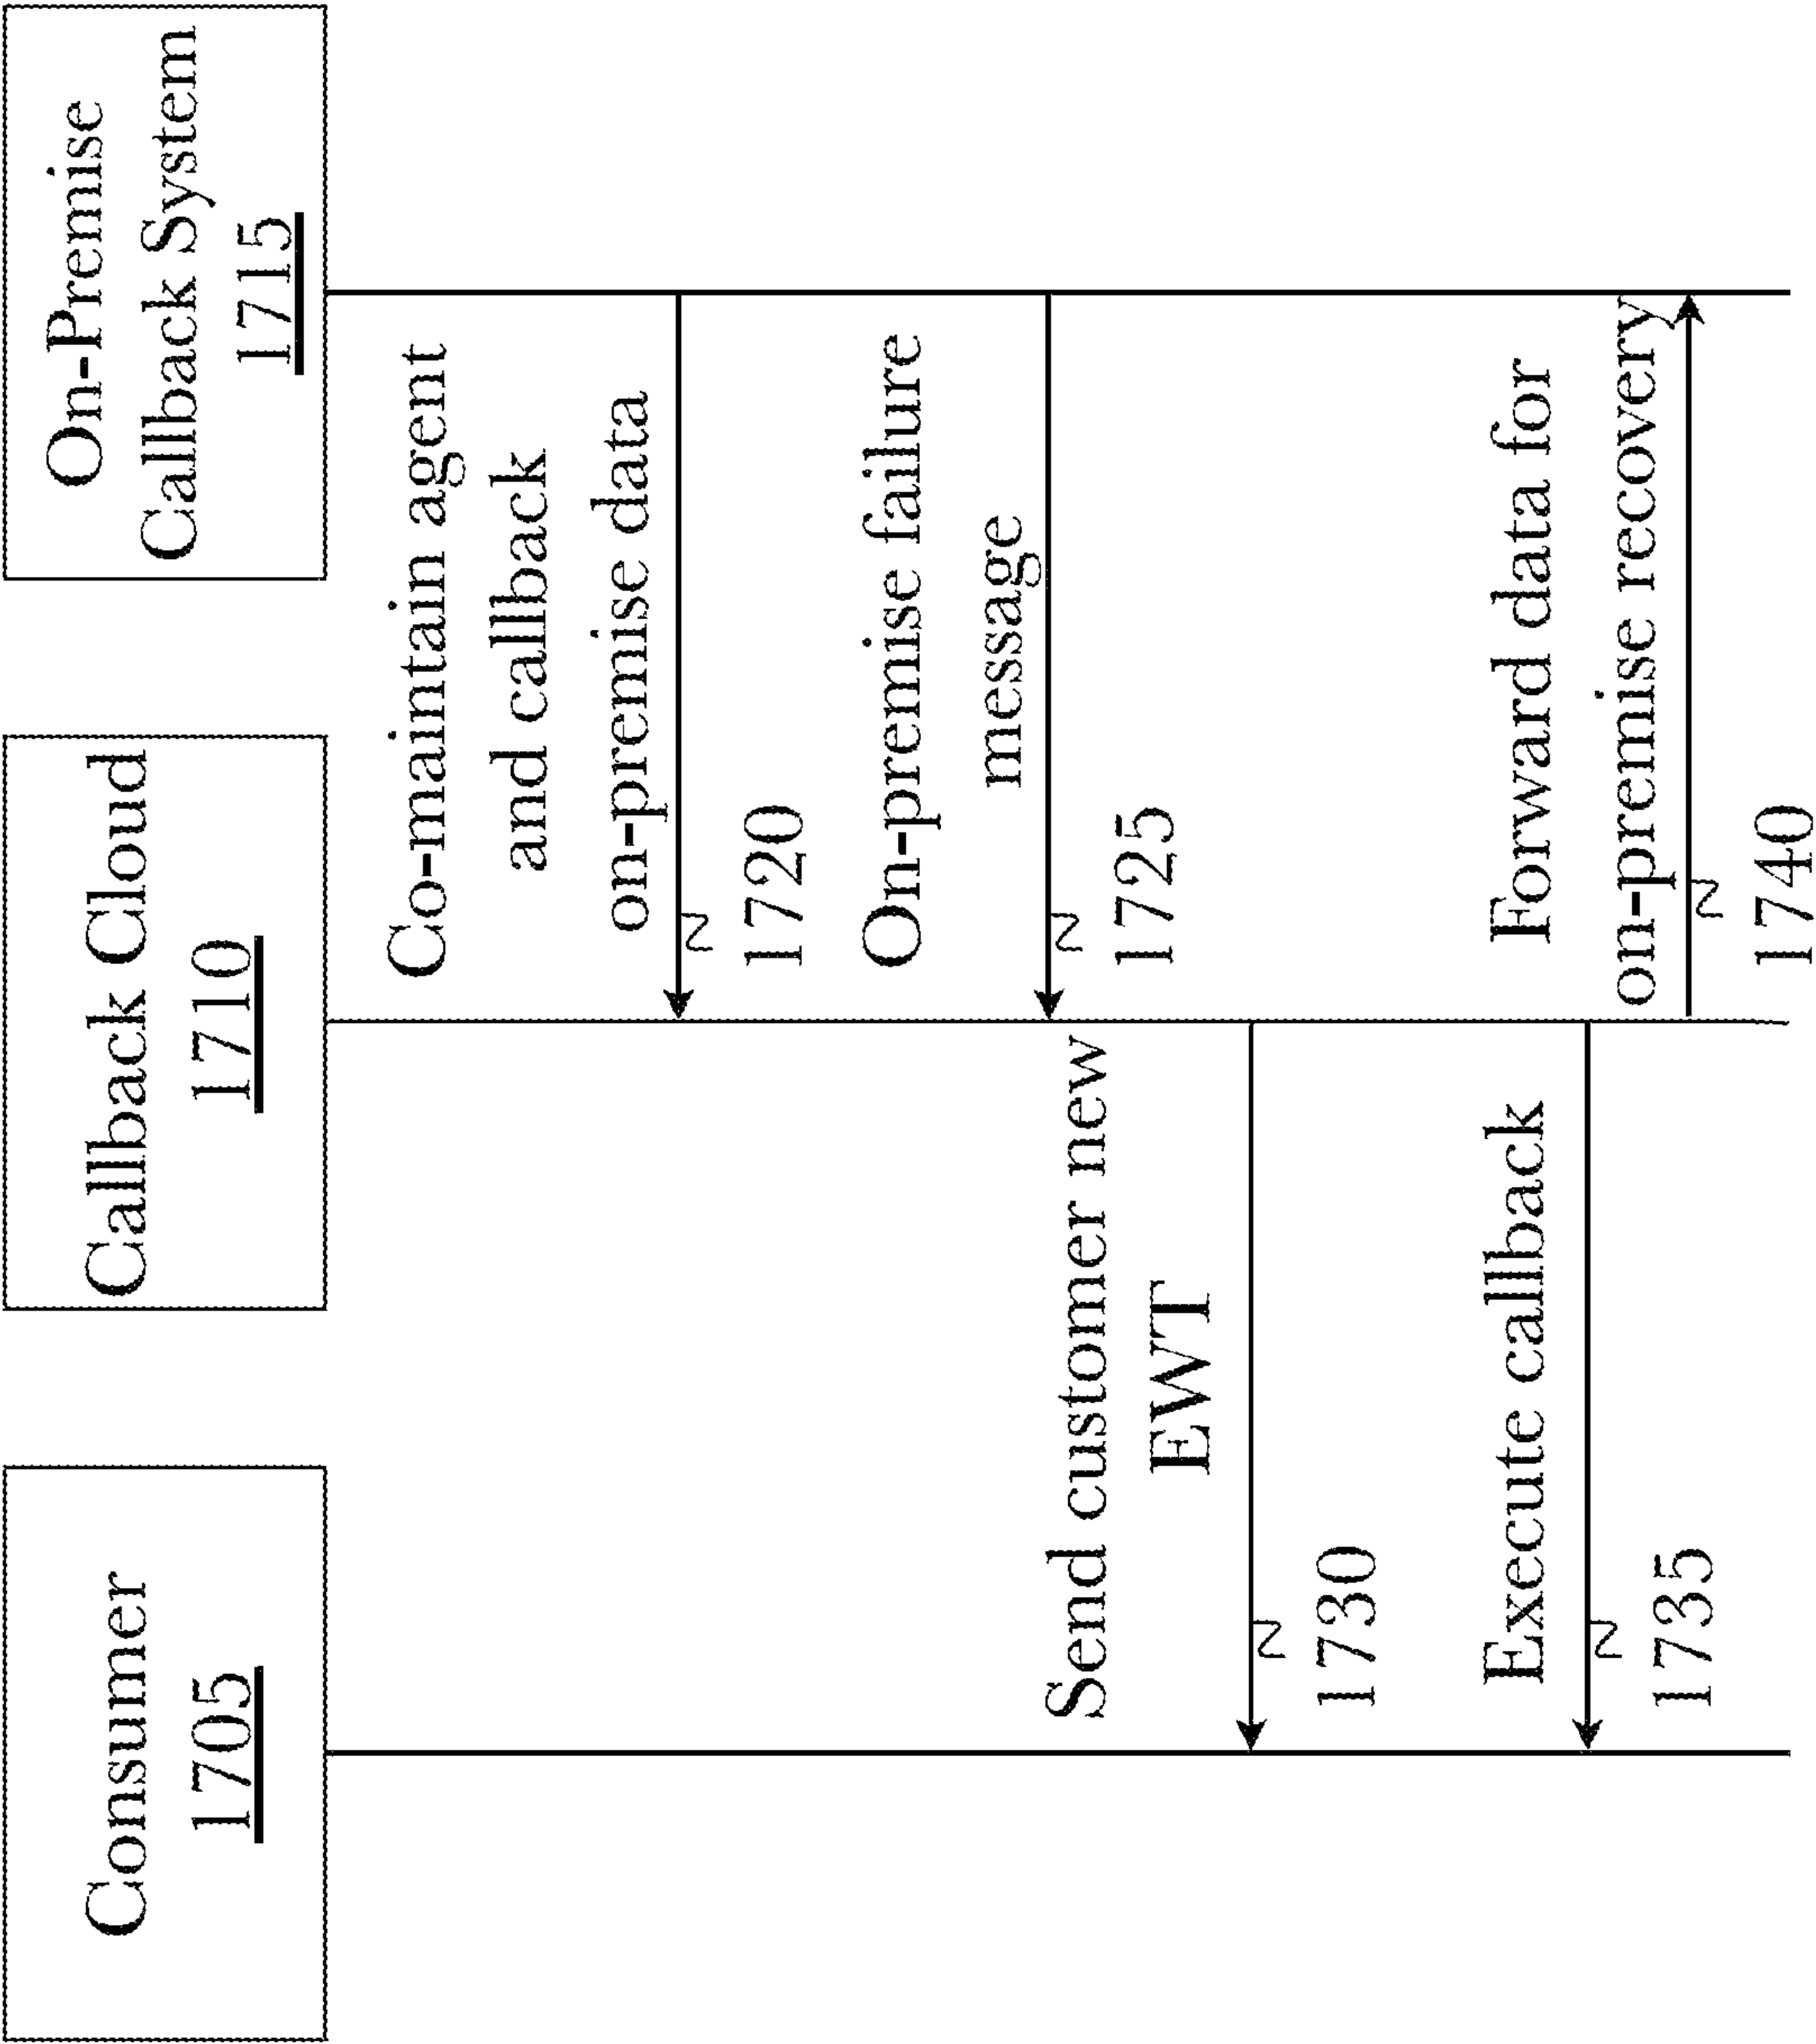 Consumer
1705
Callback Cloud
1710
On-Premise
Callback System
1715
Co-maintain agent
and callback
on-premise data
1720
On-premise failure
message
1725
Send customer new
EWT
1730
Execute callback
1735
Forward data for
on-premise recovery
1740